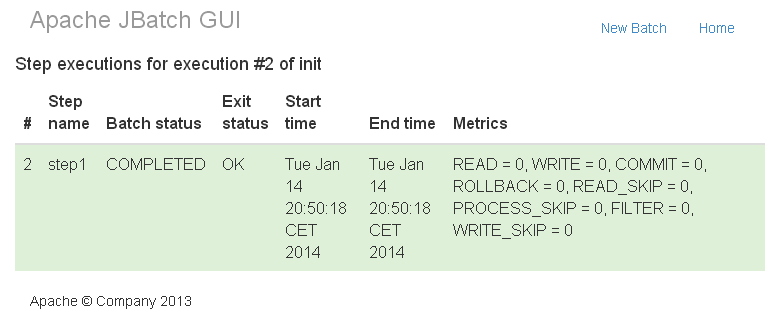 Apache JBatch GUI
New Batch Home
Step executions for execution #2 of init
# Step name Batch status Exit status Start time End time Metrics
2 step1 COMPLETED OK Tue Jan 14 20:50:18 CET 2014 Tue Jan 14 20:50:18 CET 2014 READ = 0, WRITE = 0, COMMIT = 0, ROLLBACK = 0, READ_SKIP = 0, PROCESS_SKIP = 0, FILTER = 0, WRITE_SKIP = 0
Apache © Company 2013